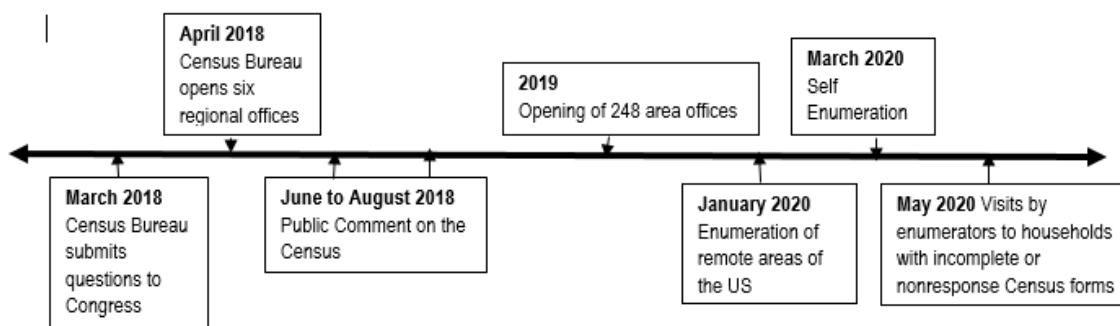 April 2018
Census Bureau
opens six
regional offices
2019
Opening of 248 area offices
March 2020
Self
Enumeration
March 2018
Census Bureau
submits
questions to
Congress
June to August 2018
Public Comment on the
Census
January 2020
Enumeration of
remote areas of
the US
May 2020 Visits by
enumerators to households
with incomplete or
nonresponse Census forms